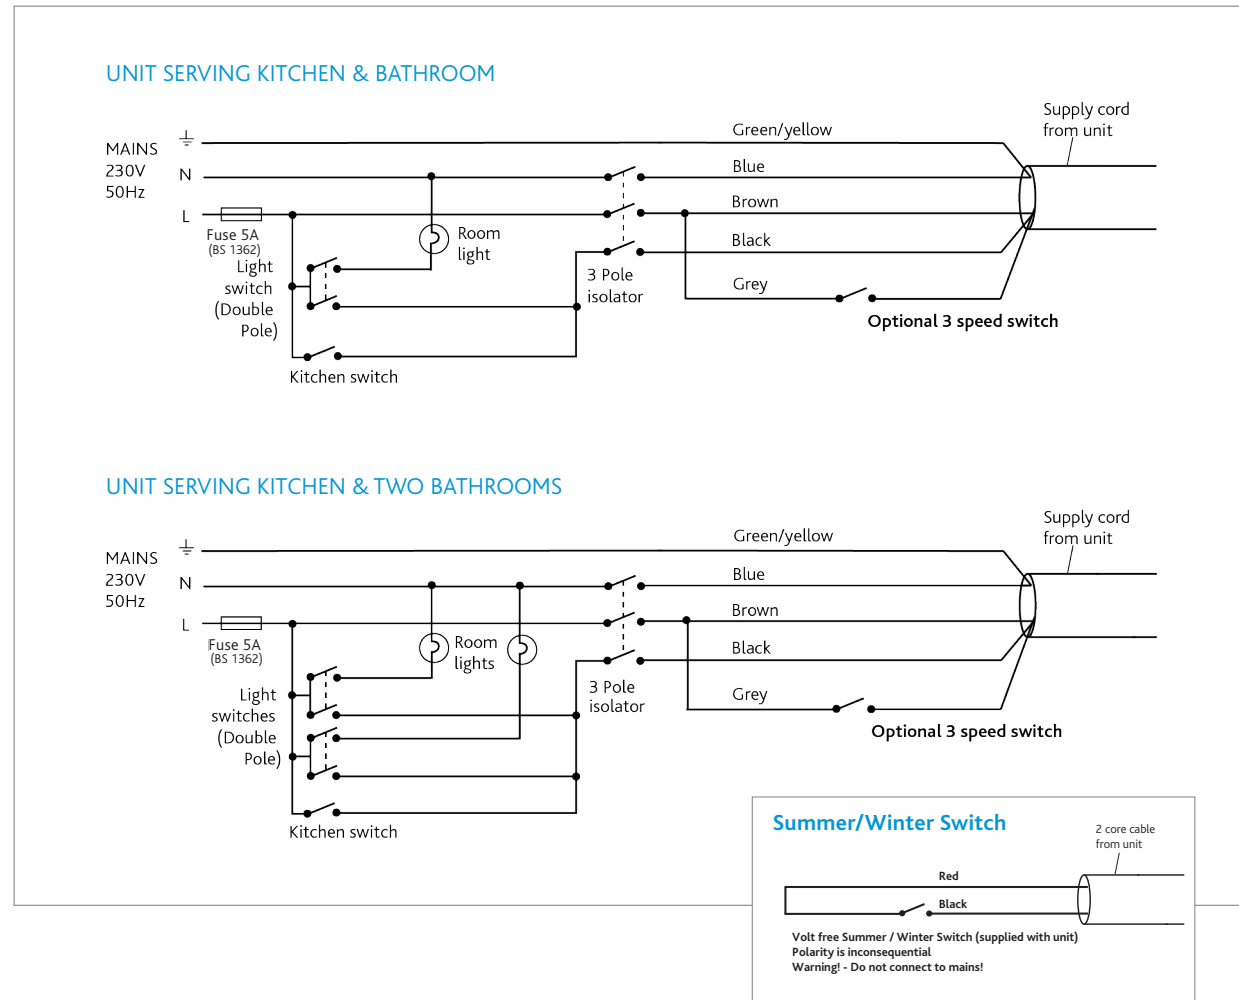 UNIT SERVING KITCHEN & BATHROOM
Supply cord
from unit
Green/yellow
MAINS
230V
50Hz
N
L
Blue
Brown
Black
Grey
Fuse 5A
(BS 1362)
Room
light
Light
switch
(Double
Pole)
3 Pole
isolator
Optional 3 speed switch
Kitchen switch
UNIT SERVING KITCHEN & TWO BATHROOMS
Supply cord
from unit
Green/yellow
MAINS
230V
50Hz
N
L
Blue
Brown
Black
Grey
Fuse 5A
(BS 1362)
Room
lights
Light
switches
(Double
Pole)
3 Pole
isolator
Optional 3 speed switch
Kitchen switch
Summer/Winter Switch
2 core cable
from unit
Red
Black
Volt free Summer / Winter Switch (supplied with unit)
Polarity is inconsequential
Warning! - Do not connect to mains!